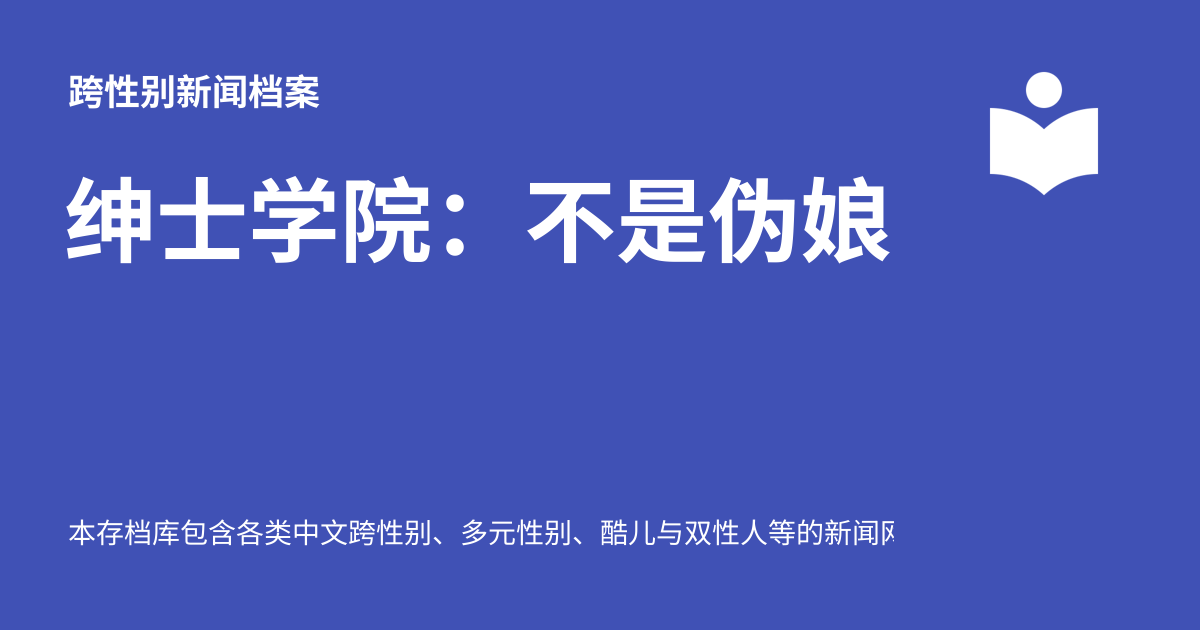 跨性别新闻档案
绅士学院：不是伪娘
本存档库包含各类中文跨性别、多元性别、酷儿与双性人等的新闻